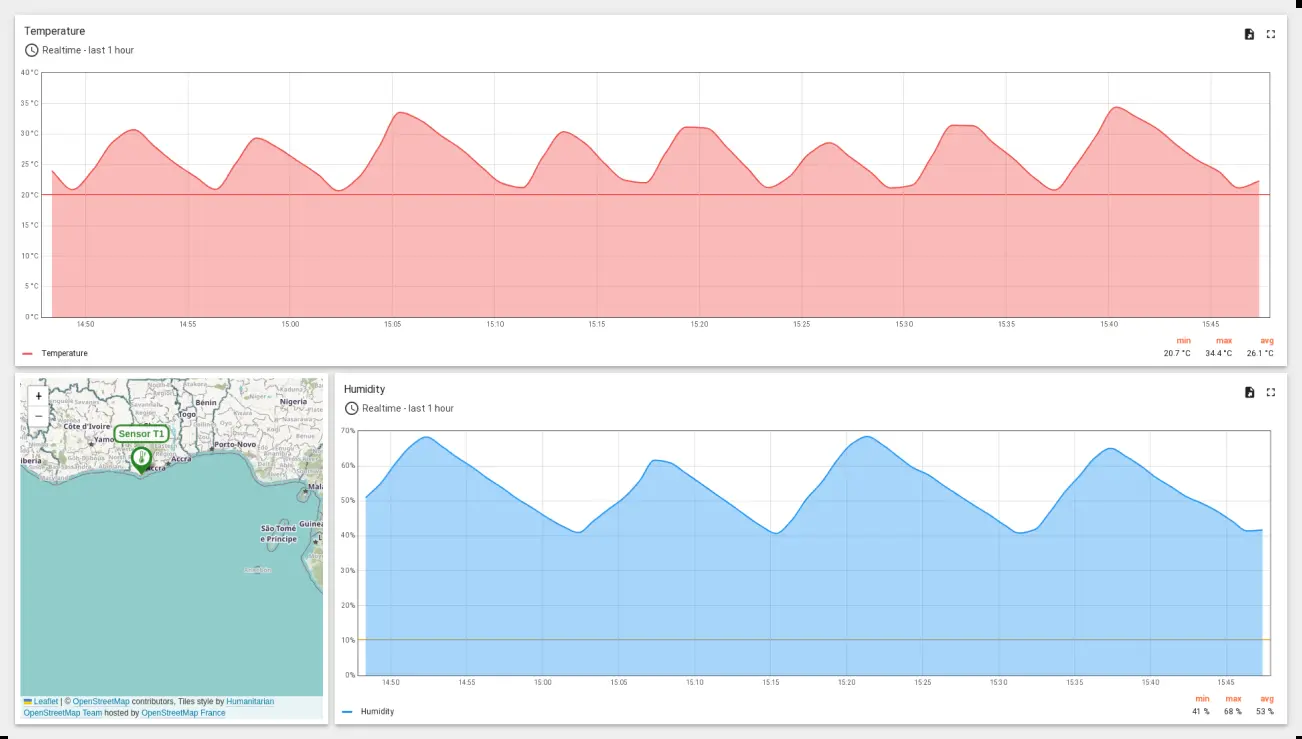 Temperature
Realtime - last 1 hour
40 °C
35 °C
30 °C
25 °C
20 °C
15 °C
10 °C
5 °C
0 °C
14:50 14:55 15:00 15:05 15:10 15:15 15:20 15:25 15:30 15:35 15:40 15:45
min max avg
Temperature 20.7 °C 34.4 °C 26.1 °C
+
−
Benin
Nigeria
Togo
Côte d'Ivoire
Sensor T1
Porto-Novo
Accra
São Tomé
e Príncipe
Leaflet | © OpenStreetMap contributors, Tiles style by Humanitarian
OpenStreetMap Team hosted by OpenStreetMap France
Humidity
Realtime - last 1 hour
70%
60%
50%
40%
30%
20%
10%
0%
14:50 14:55 15:00 15:05 15:10 15:15 15:20 15:25 15:30 15:35 15:40 15:45
min max avg
Humidity 41 % 68 % 53 %